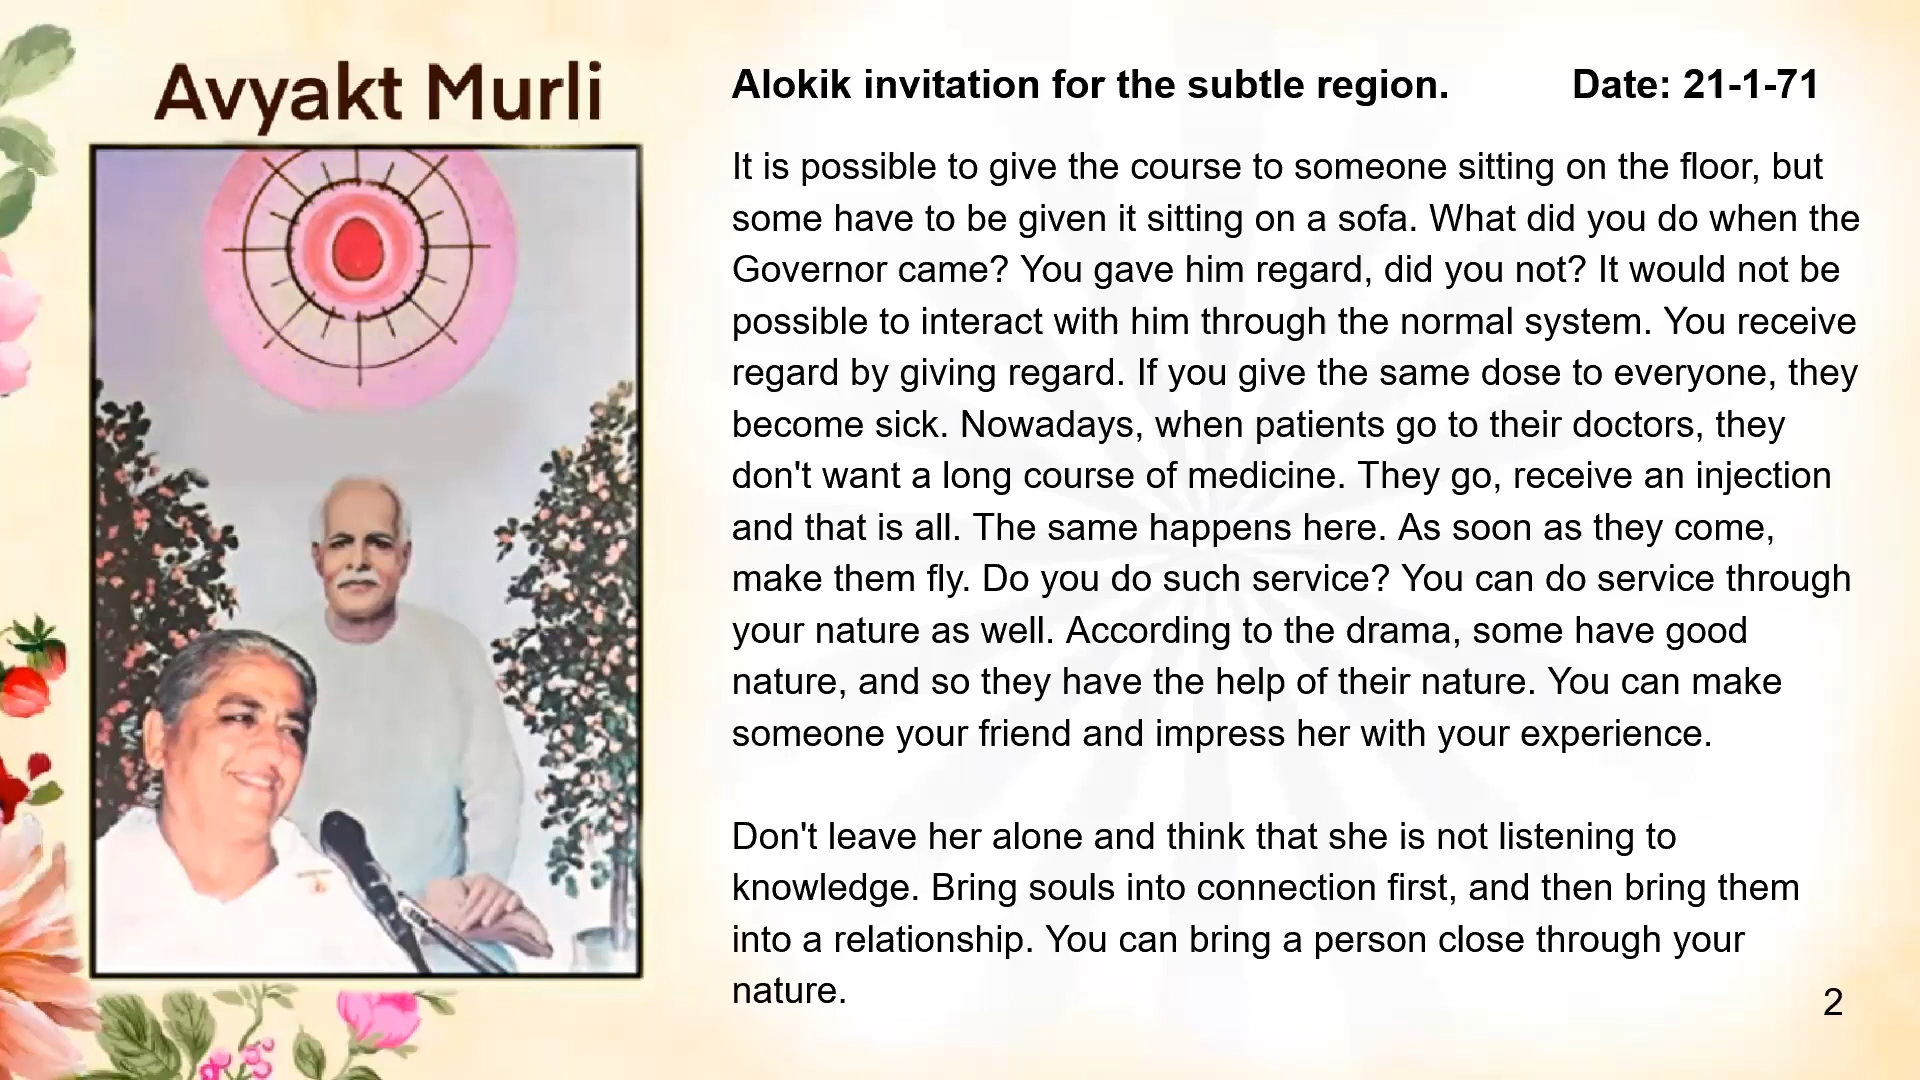 Avyakt Murli
Alokik invitation for the subtle region. Date: 21-1-71
It is possible to give the course to someone sitting on the floor, but
some have to be given it sitting on a sofa. What did you do when the
Governor came? You gave him regard, did you not? It would not be
possible to interact with him through the normal system. You receive
regard by giving regard. If you give the same dose to everyone, they
become sick. Nowadays, when patients go to their doctors, they
don't want a long course of medicine. They go, receive an injection
and that is all. The same happens here. As soon as they come,
make them fly. Do you do such service? You can do service through
your nature as well. According to the drama, some have good
nature, and so they have the help of their nature. You can make
someone your friend and impress her with your experience.
Don't leave her alone and think that she is not listening to
knowledge. Bring souls into connection first, and then bring them
into a relationship. You can bring a person close through your
nature.
2